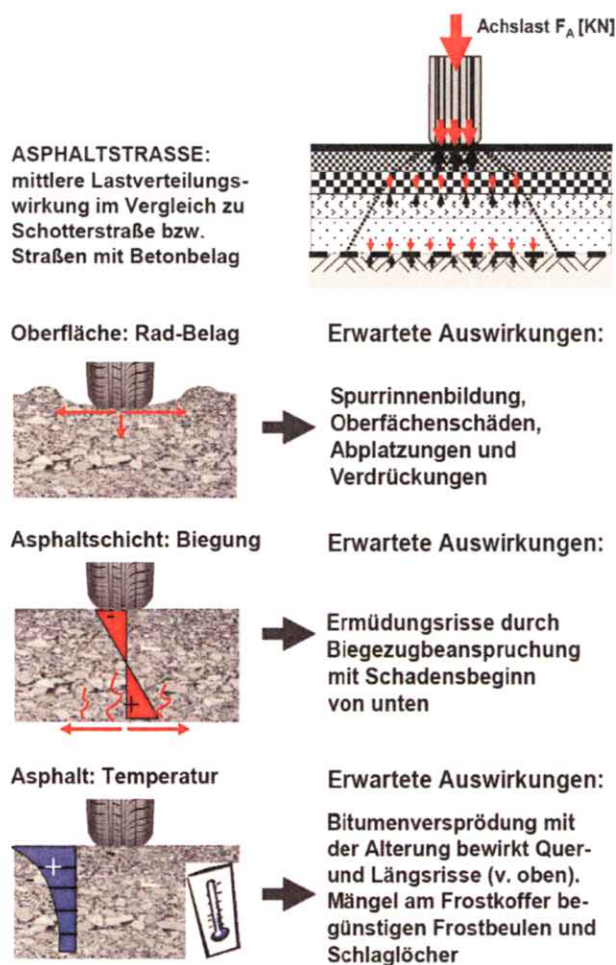 Achslast FA [KN]
ASPHALTSTRASSE:
mittlere Lastverteilungs-
wirkung im Vergleich zu
Schotterstraße bzw.
Straßen mit Betonbelag
Oberfläche: Rad-Belag
Erwartete Auswirkungen:
Spurrinnenbildung,
Oberfächenschäden,
Abplatzungen und
Verdrückungen
Asphaltschicht: Biegung
Erwartete Auswirkungen:
-
+
Ermüdungsrisse durch
Biegezugbeanspruchung
mit Schadensbeginn
von unten
Asphalt: Temperatur
Erwartete Auswirkungen:
+
Bitumenversprödung mit
der Alterung bewirkt Quer-
und Längsrisse (v. oben).
Mängel am Frostkoffer be-
günstigen Frostbeulen und
Schlaglöcher